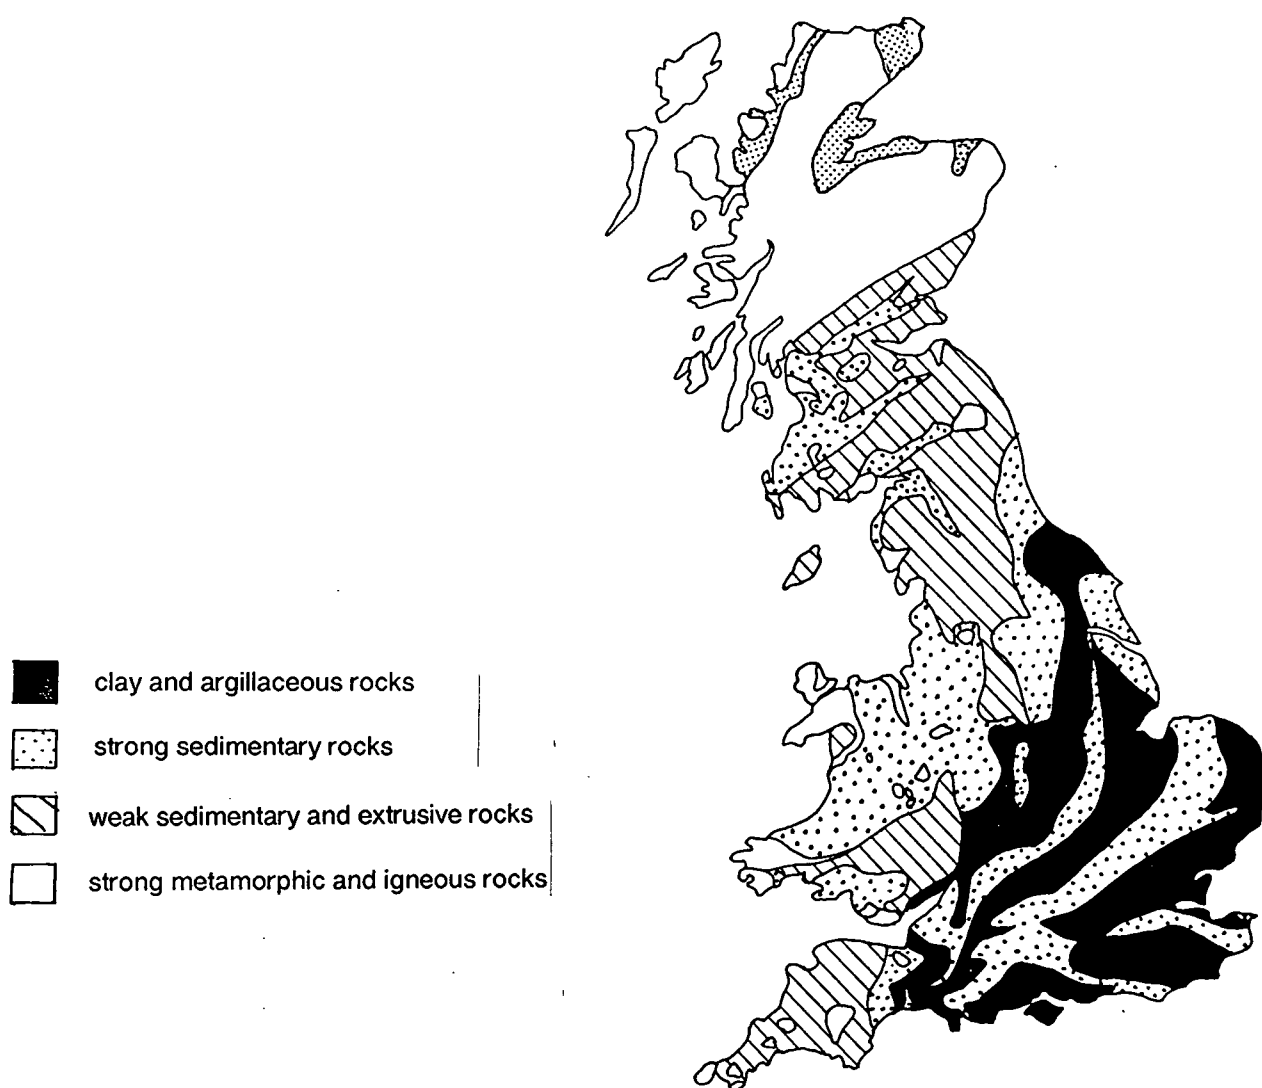 clay and argillaceous rocks
strong sedimentary rocks
weak sedimentary and extrusive rocks
strong metamorphic and igneous rocks